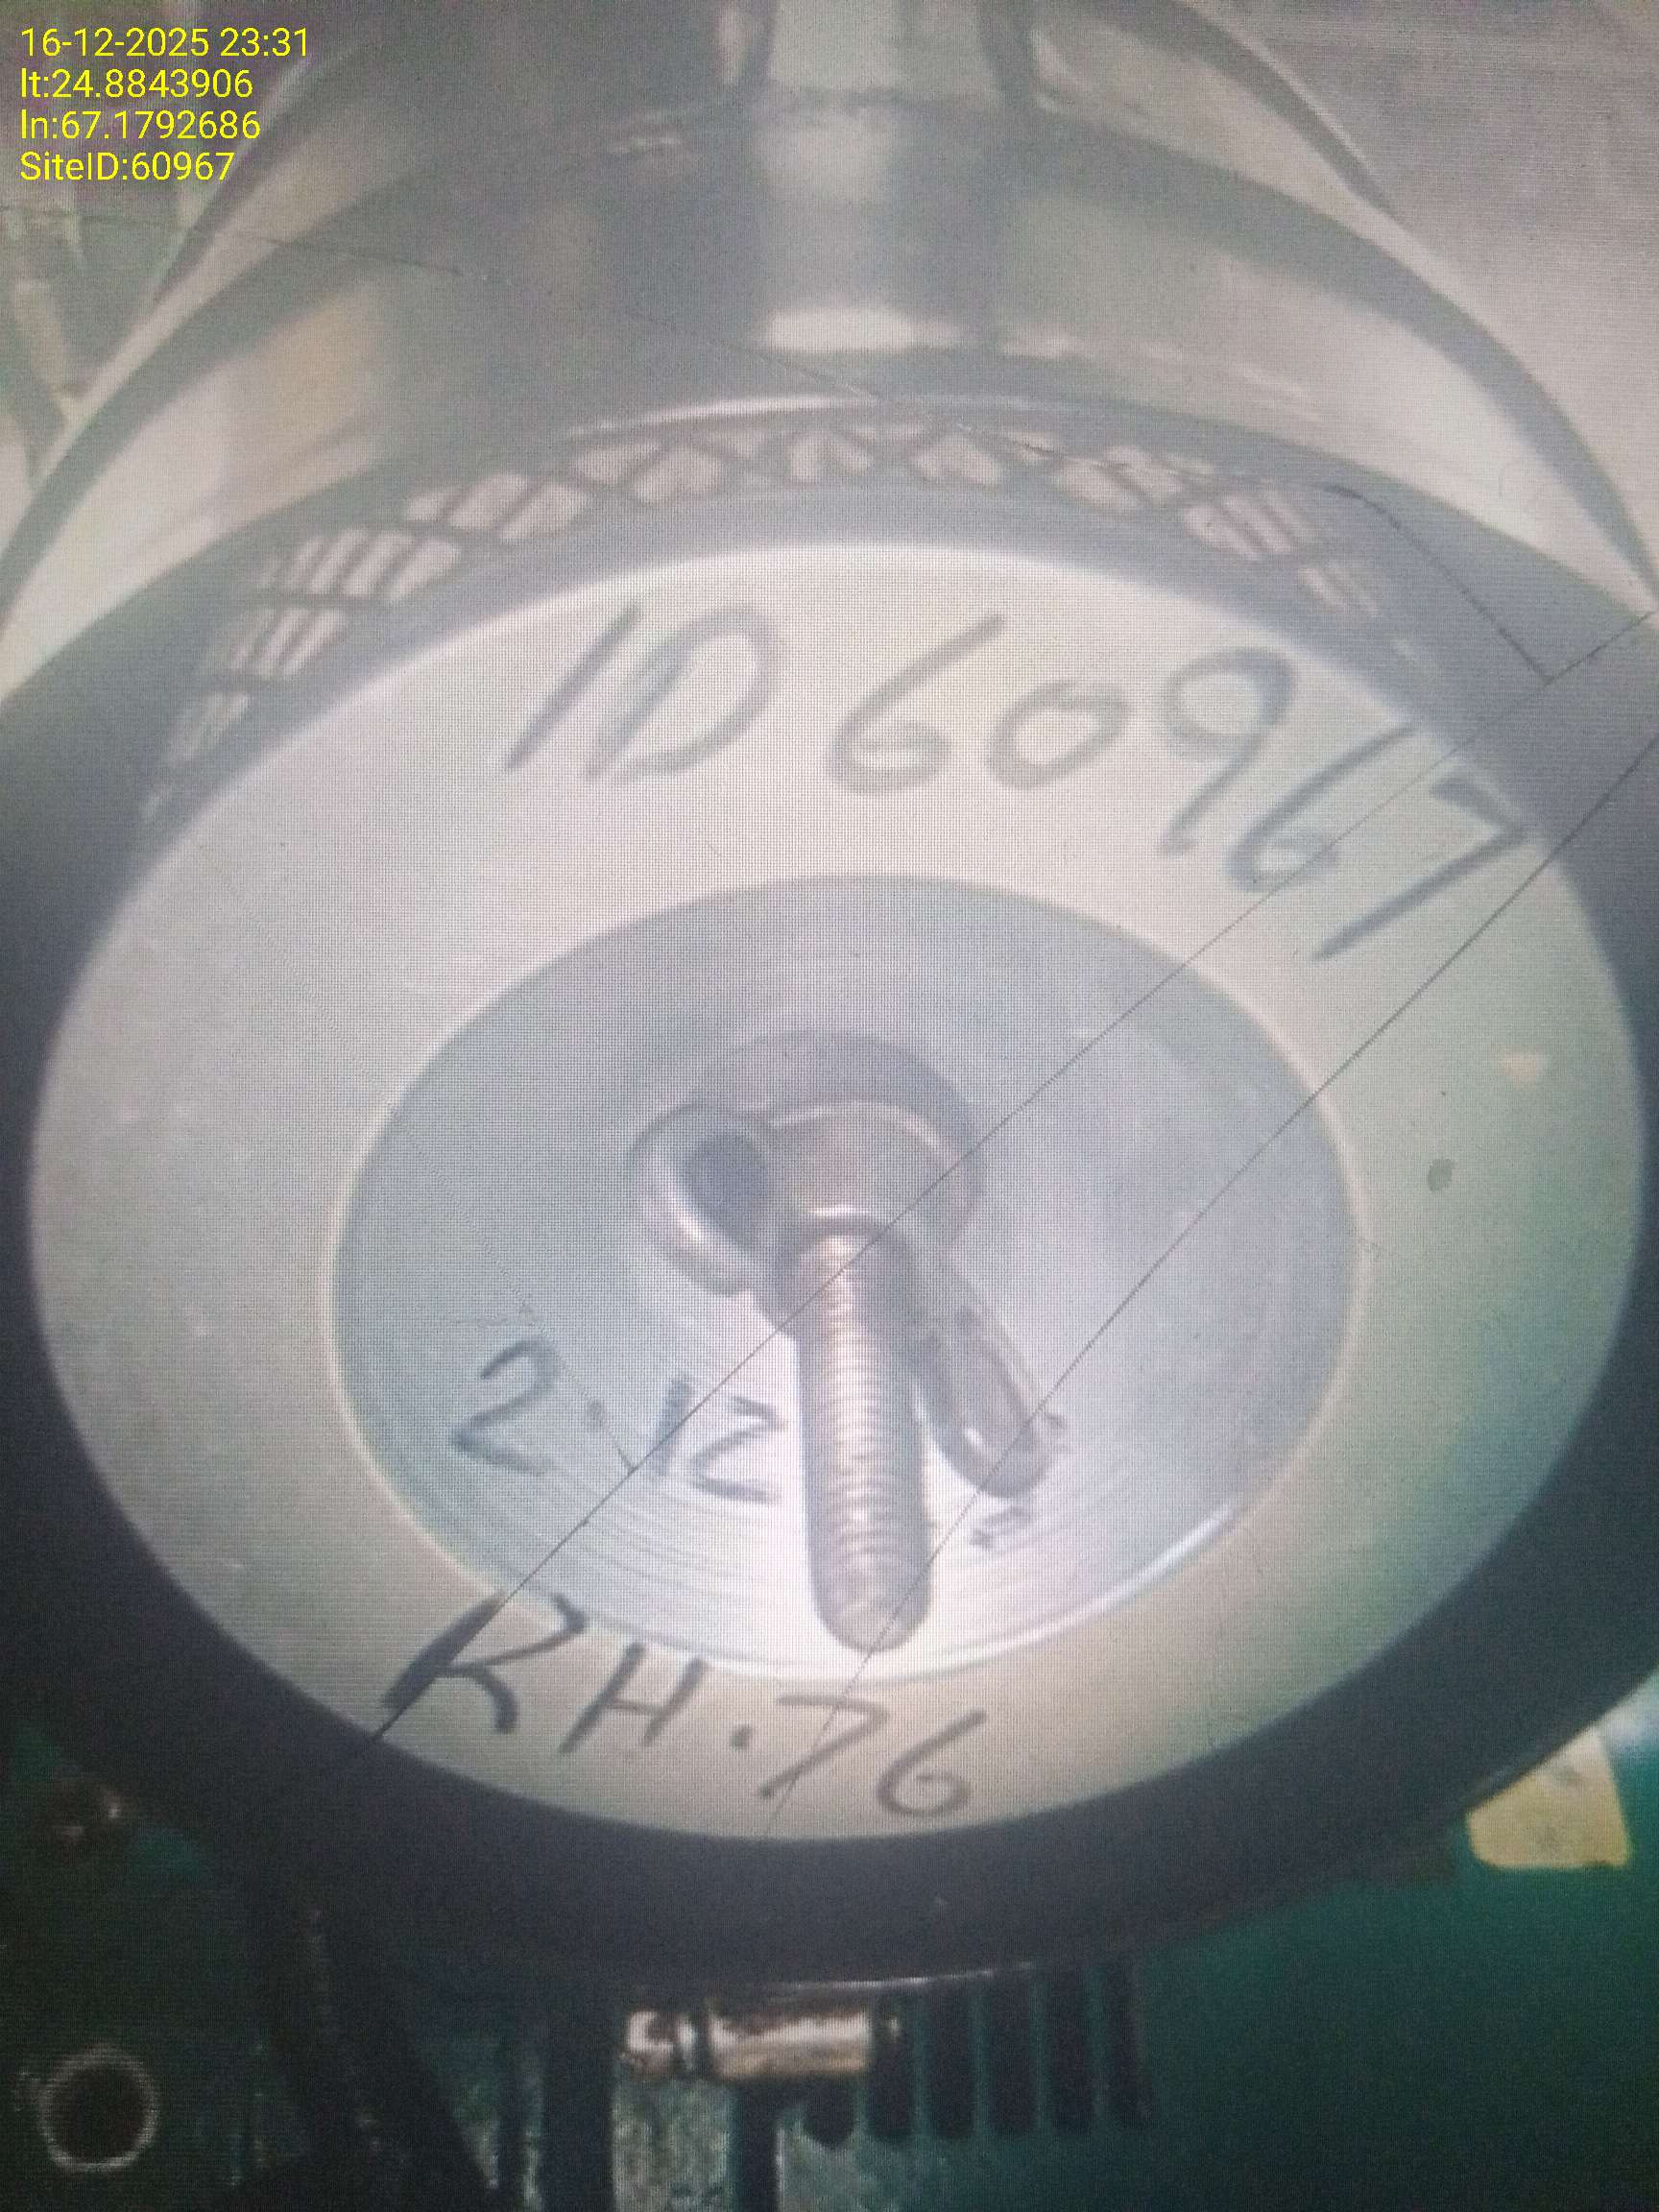 16-12-2025 23:31
lt:24.8843906
ln:67.1792686
SiteID:60967
ID 60967
2.12
RH.76